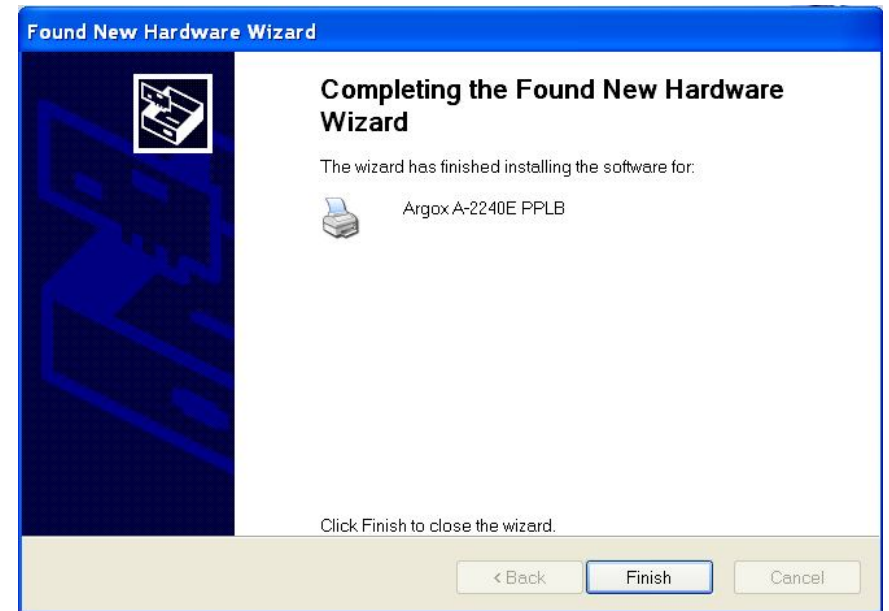 Found New Hardware Wizard
Completing the Found New Hardware
Wizard
The wizard has finished installing the software for:
Argox A-2240E PPLB
Click Finish to close the wizard.
< Back
Finish
Cancel